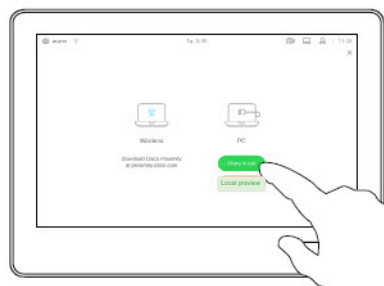 Wireless
PC
Download Cisco Proximity
at proximity.cisco.com
Share in call
Local preview